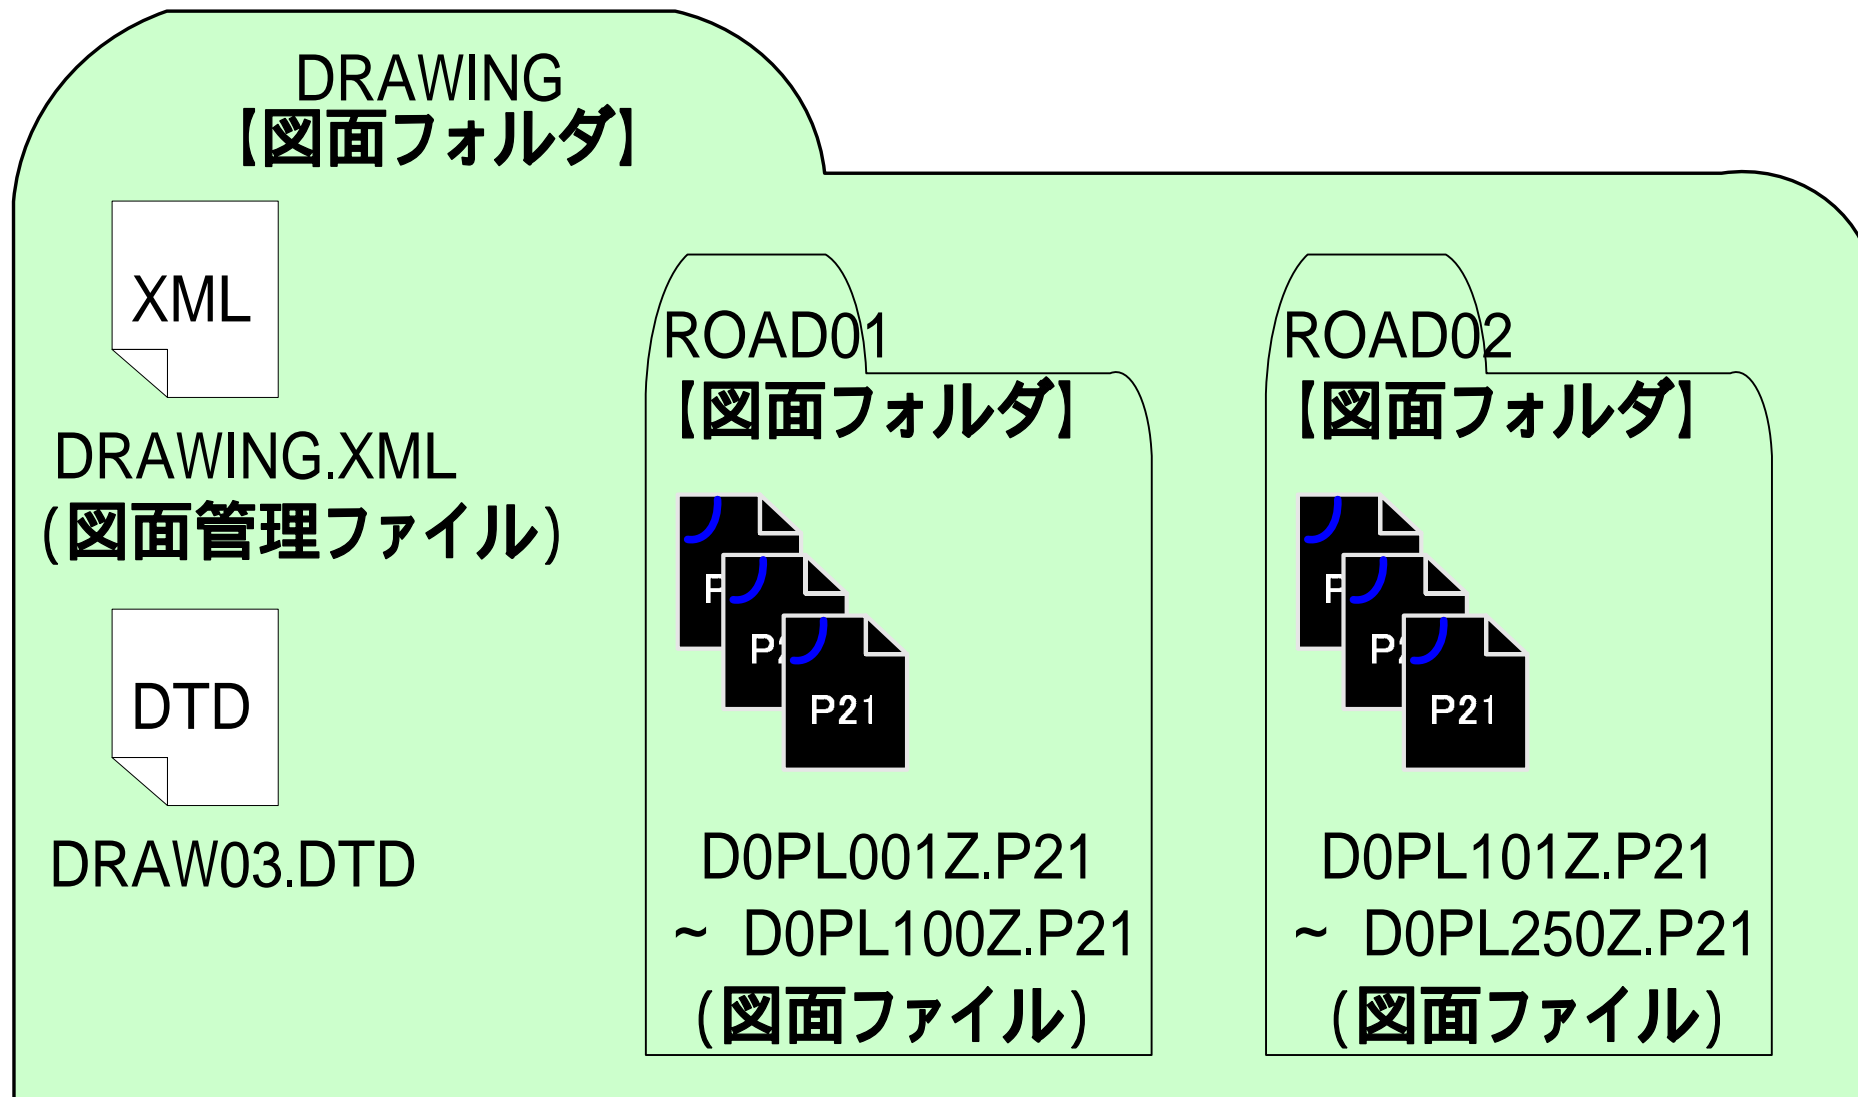 DRAWING
【図面フォルダ】
XML
DRAWING.XML
(図面管理ファイル)
DTD
DRAW03.DTD
ROAD01
【図面フォルダ】
P
P2
P21
D0PL001Z.P21
~ D0PL100Z.P21
(図面ファイル)
ROAD02
【図面フォルダ】
P
P2
P21
D0PL101Z.P21
~ D0PL250Z.P21
(図面ファイル)